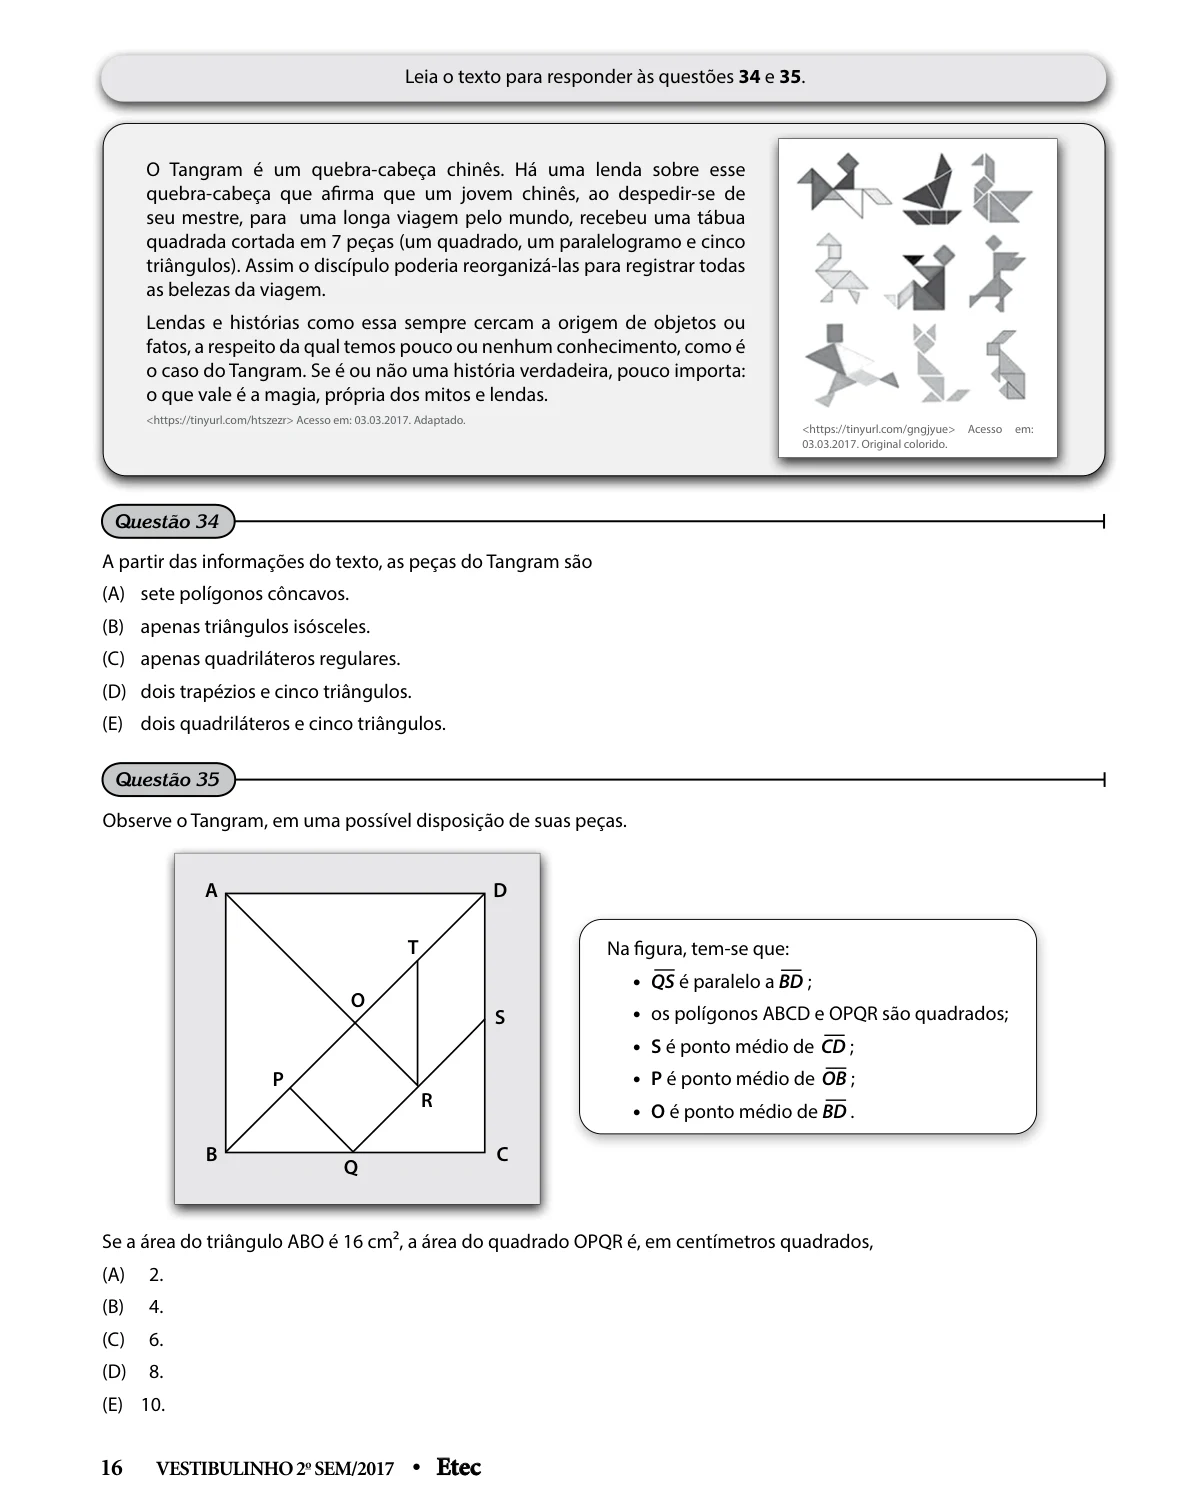 Leia o texto para responder às questões 34 e 35.
O Tangram é um quebra-cabeça chinês. Há uma lenda sobre esse
quebra-cabeça que afirma que um jovem chinês, ao despedir-se de
seu mestre, para uma longa viagem pelo mundo, recebeu uma tábua
quadrada cortada em 7 peças (um quadrado, um paralelogramo e cinco
triângulos). Assim o discípulo poderia reorganizá-las para registrar todas
as belezas da viagem.
Lendas e histórias como essa sempre cercam a origem de objetos ou
fatos, a respeito da qual temos pouco ou nenhum conhecimento, como é
o caso do Tangram. Se é ou não uma história verdadeira, pouco importa:
o que vale é a magia, própria dos mitos e lendas.
<https://tinyurl.com/htszezr> Acesso em: 03.03.2017. Adaptado.
<https://tinyurl.com/gngjyue> Acesso em:
03.03.2017. Original colorido.
Questão 34
A partir das informações do texto, as peças do Tangram são
(A) sete polígonos côncavos.
(B) apenas triângulos isósceles.
(C) apenas quadriláteros regulares.
(D) dois trapézios e cinco triângulos.
(E) dois quadriláteros e cinco triângulos.
Questão 35
Observe o Tangram, em uma possível disposição de suas peças.
A
D
T
O
S
P
R
B
C
Q
Na figura, tem-se que:
• QS é paralelo a BD ;
• os polígonos ABCD e OPQR são quadrados;
• S é ponto médio de CD ;
• P é ponto médio de OB ;
• O é ponto médio de BD .
Se a área do triângulo ABO é 16 cm², a área do quadrado OPQR é, em centímetros quadrados,
(A) 2.
(B) 4.
(C) 6.
(D) 8.
(E) 10.
16 VESTIBULINHO 2º SEM/2017 • Etec